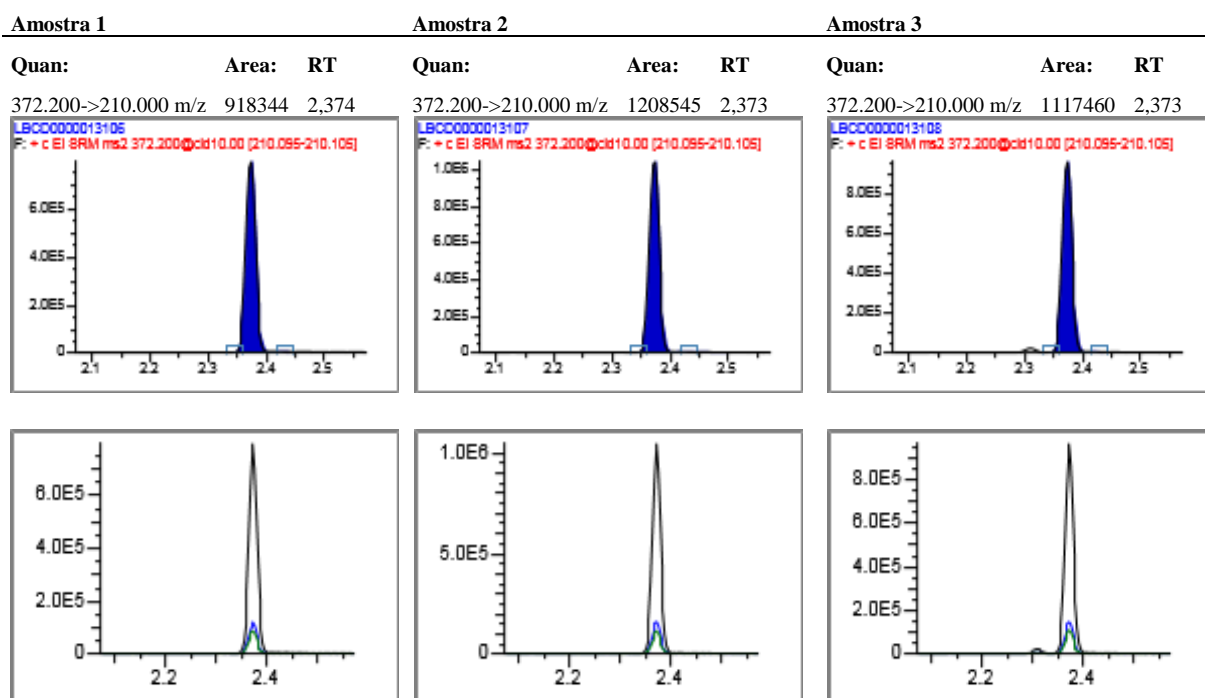 Amostra 1 Amostra 2 Amostra 3
Quan: Area: RT Quan: Area: RT Quan: Area: RT
372.200->210.000 m/z 918344 2,374 372.200->210.000 m/z 1208545 2,373 372.200->210.000 m/z 1117460 2,373
LBCD0000013106 LBCD0000013107 LBCD0000013108
F: + c EI SRM ms2 372.200@cid10.00 [210.095-210.105] F: + c EI SRM ms2 372.200@cid10.00 [210.095-210.105] F: + c EI SRM ms2 372.200@cid10.00 [210.095-210.105]
1.0E6
8.0E5 8.0E5
6.0E5 6.0E5 6.0E5
4.0E5 4.0E5 4.0E5
2.0E5 2.0E5 2.0E5
0 0 0
2.1 2.2 2.3 2.4 2.5 2.1 2.2 2.3 2.4 2.5 2.1 2.2 2.3 2.4 2.5
1.0E6
8.0E5
6.0E5 6.0E5
5.0E5
4.0E5 4.0E5
2.0E5 2.0E5
0 0 0
2.2 2.4 2.2 2.4 2.2 2.4